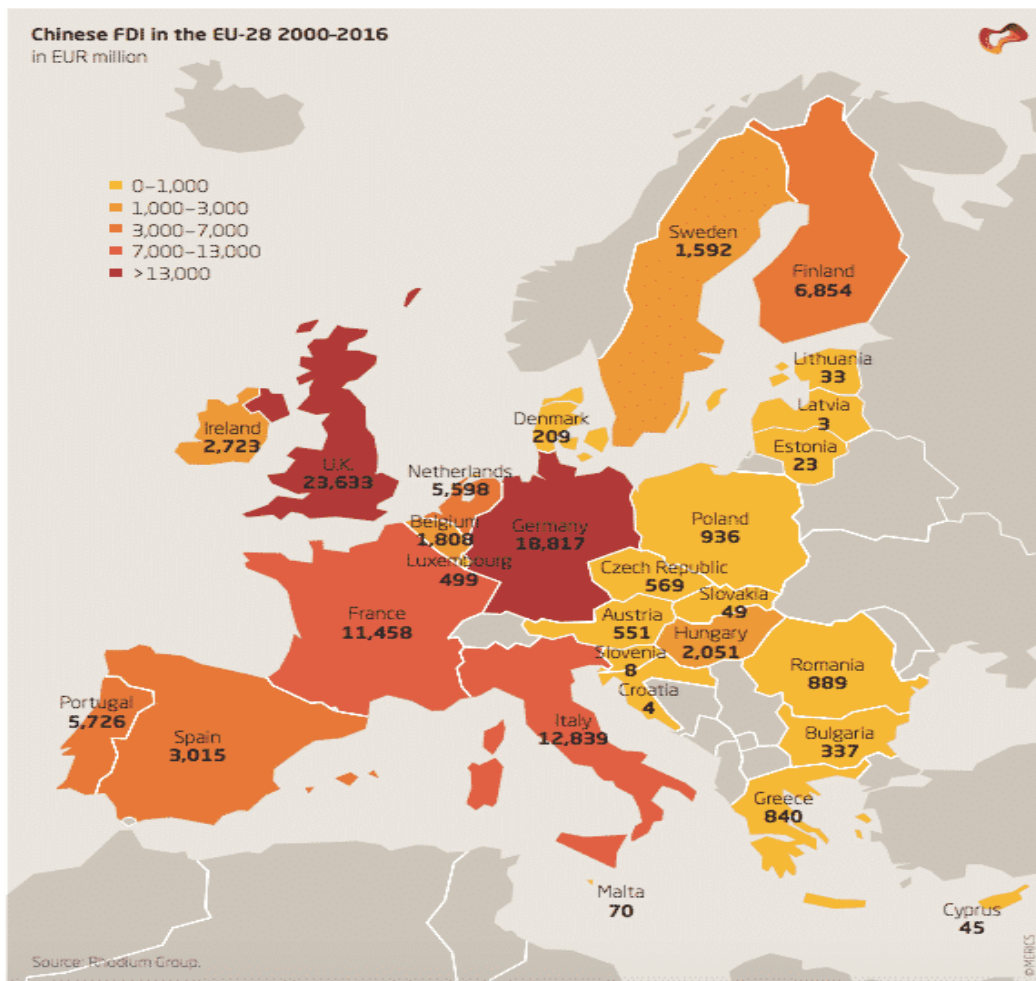 Chinese FDI in the EU-28 2000-2016
in EUR million
0–1,000
1,000–3,000
3,000–7,000
7,000–13,000
>13,000
Sweden
1,592
Finland
6,854
Lithuania
33
Latvia
3
Estonia
23
Denmark
209
Ireland
2,723
U.K.
23,633
Netherlands
5,598
Belgium
1,808
Luxembourg
499
Germany
18,817
Poland
936
Czech Republic
569
Slovakia
49
Austria
551
Hungary
2,051
Slovenia
8
Croatia
4
France
11,458
Romania
889
Bulgaria
337
Portugal
5,726
Spain
3,015
Italy
12,839
Greece
840
Malta
70
Cyprus
45
Source: Rhodium Group.
©MERICS